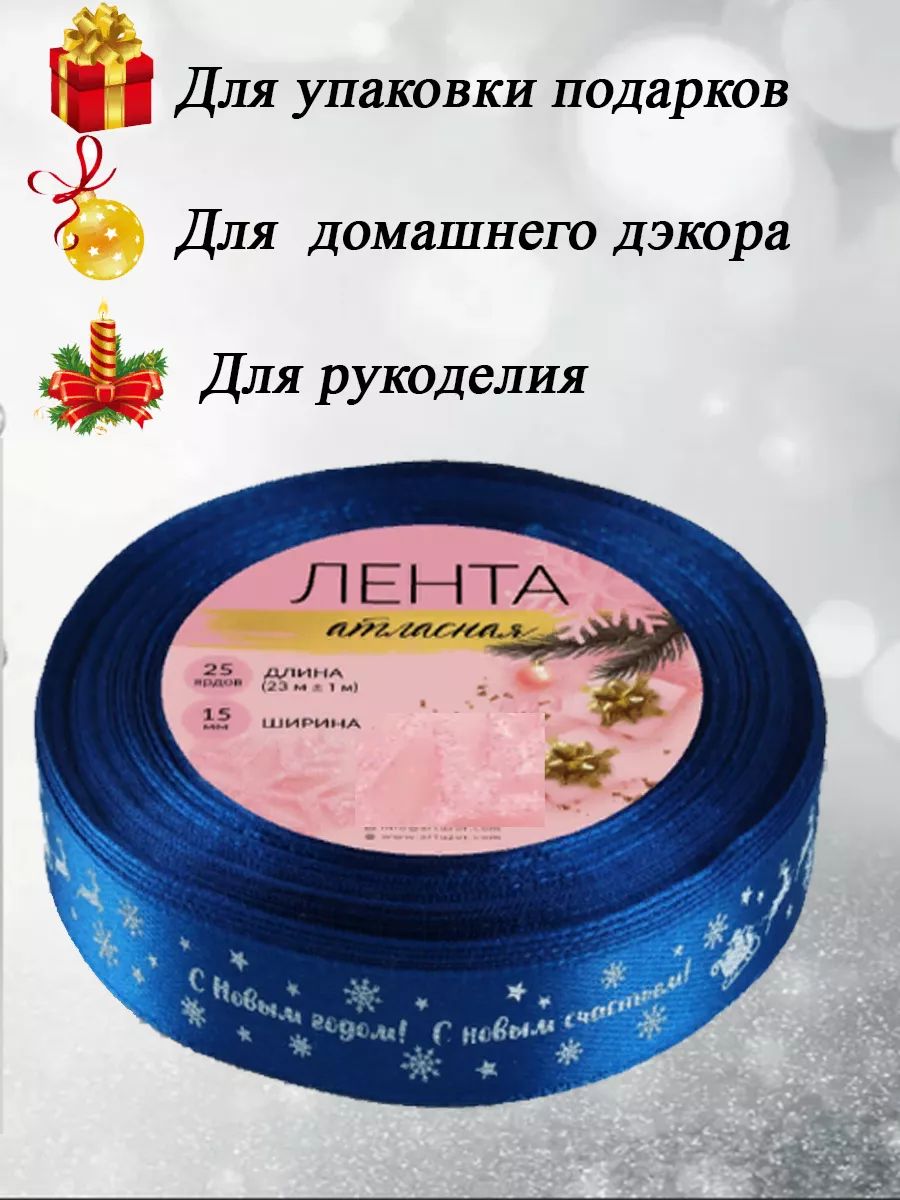 Для упаковки подарков
Для домашнего дэкора
Для рукоделия
ЛЕНТА
атласная
25 ярдов
ДЛИНА
(23 м ± 1 м)
15 мм
ШИРИНА
С Новым годом! С новым счастьем!